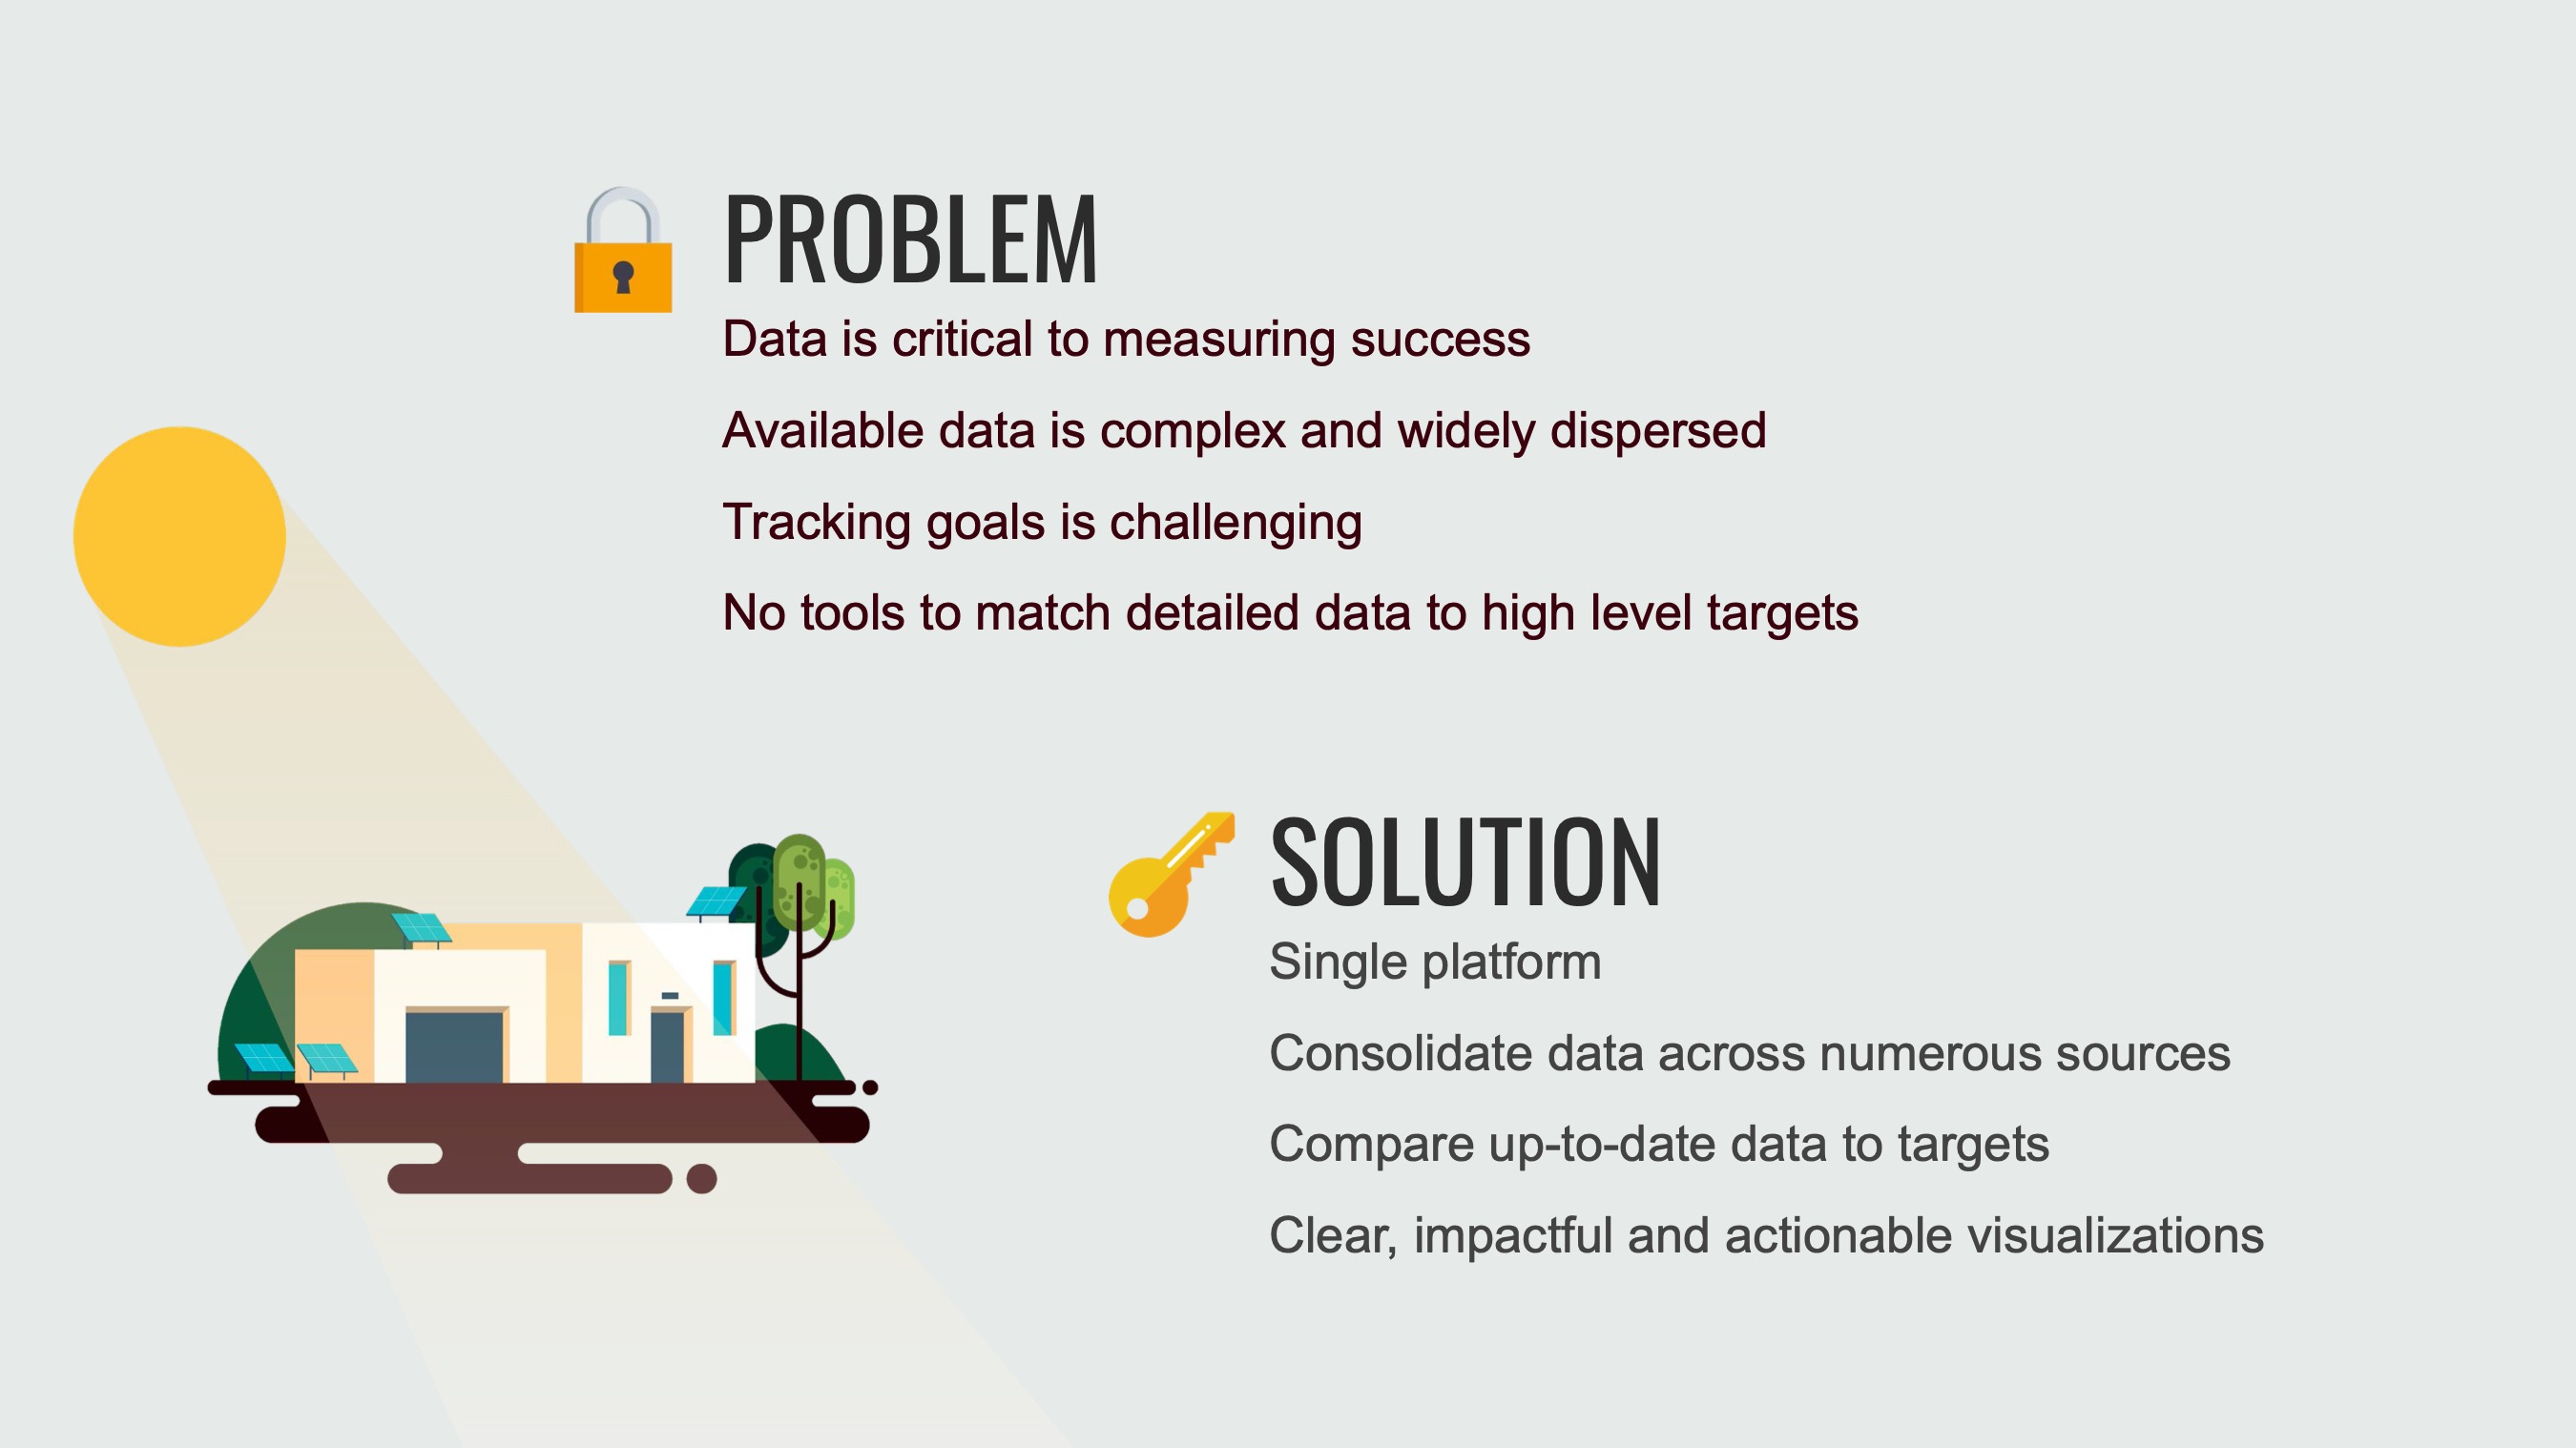 PROBLEM
Data is critical to measuring success
Available data is complex and widely dispersed
Tracking goals is challenging
No tools to match detailed data to high level targets
SOLUTION
Single platform
Consolidate data across numerous sources
Compare up-to-date data to targets
Clear, impactful and actionable visualizations